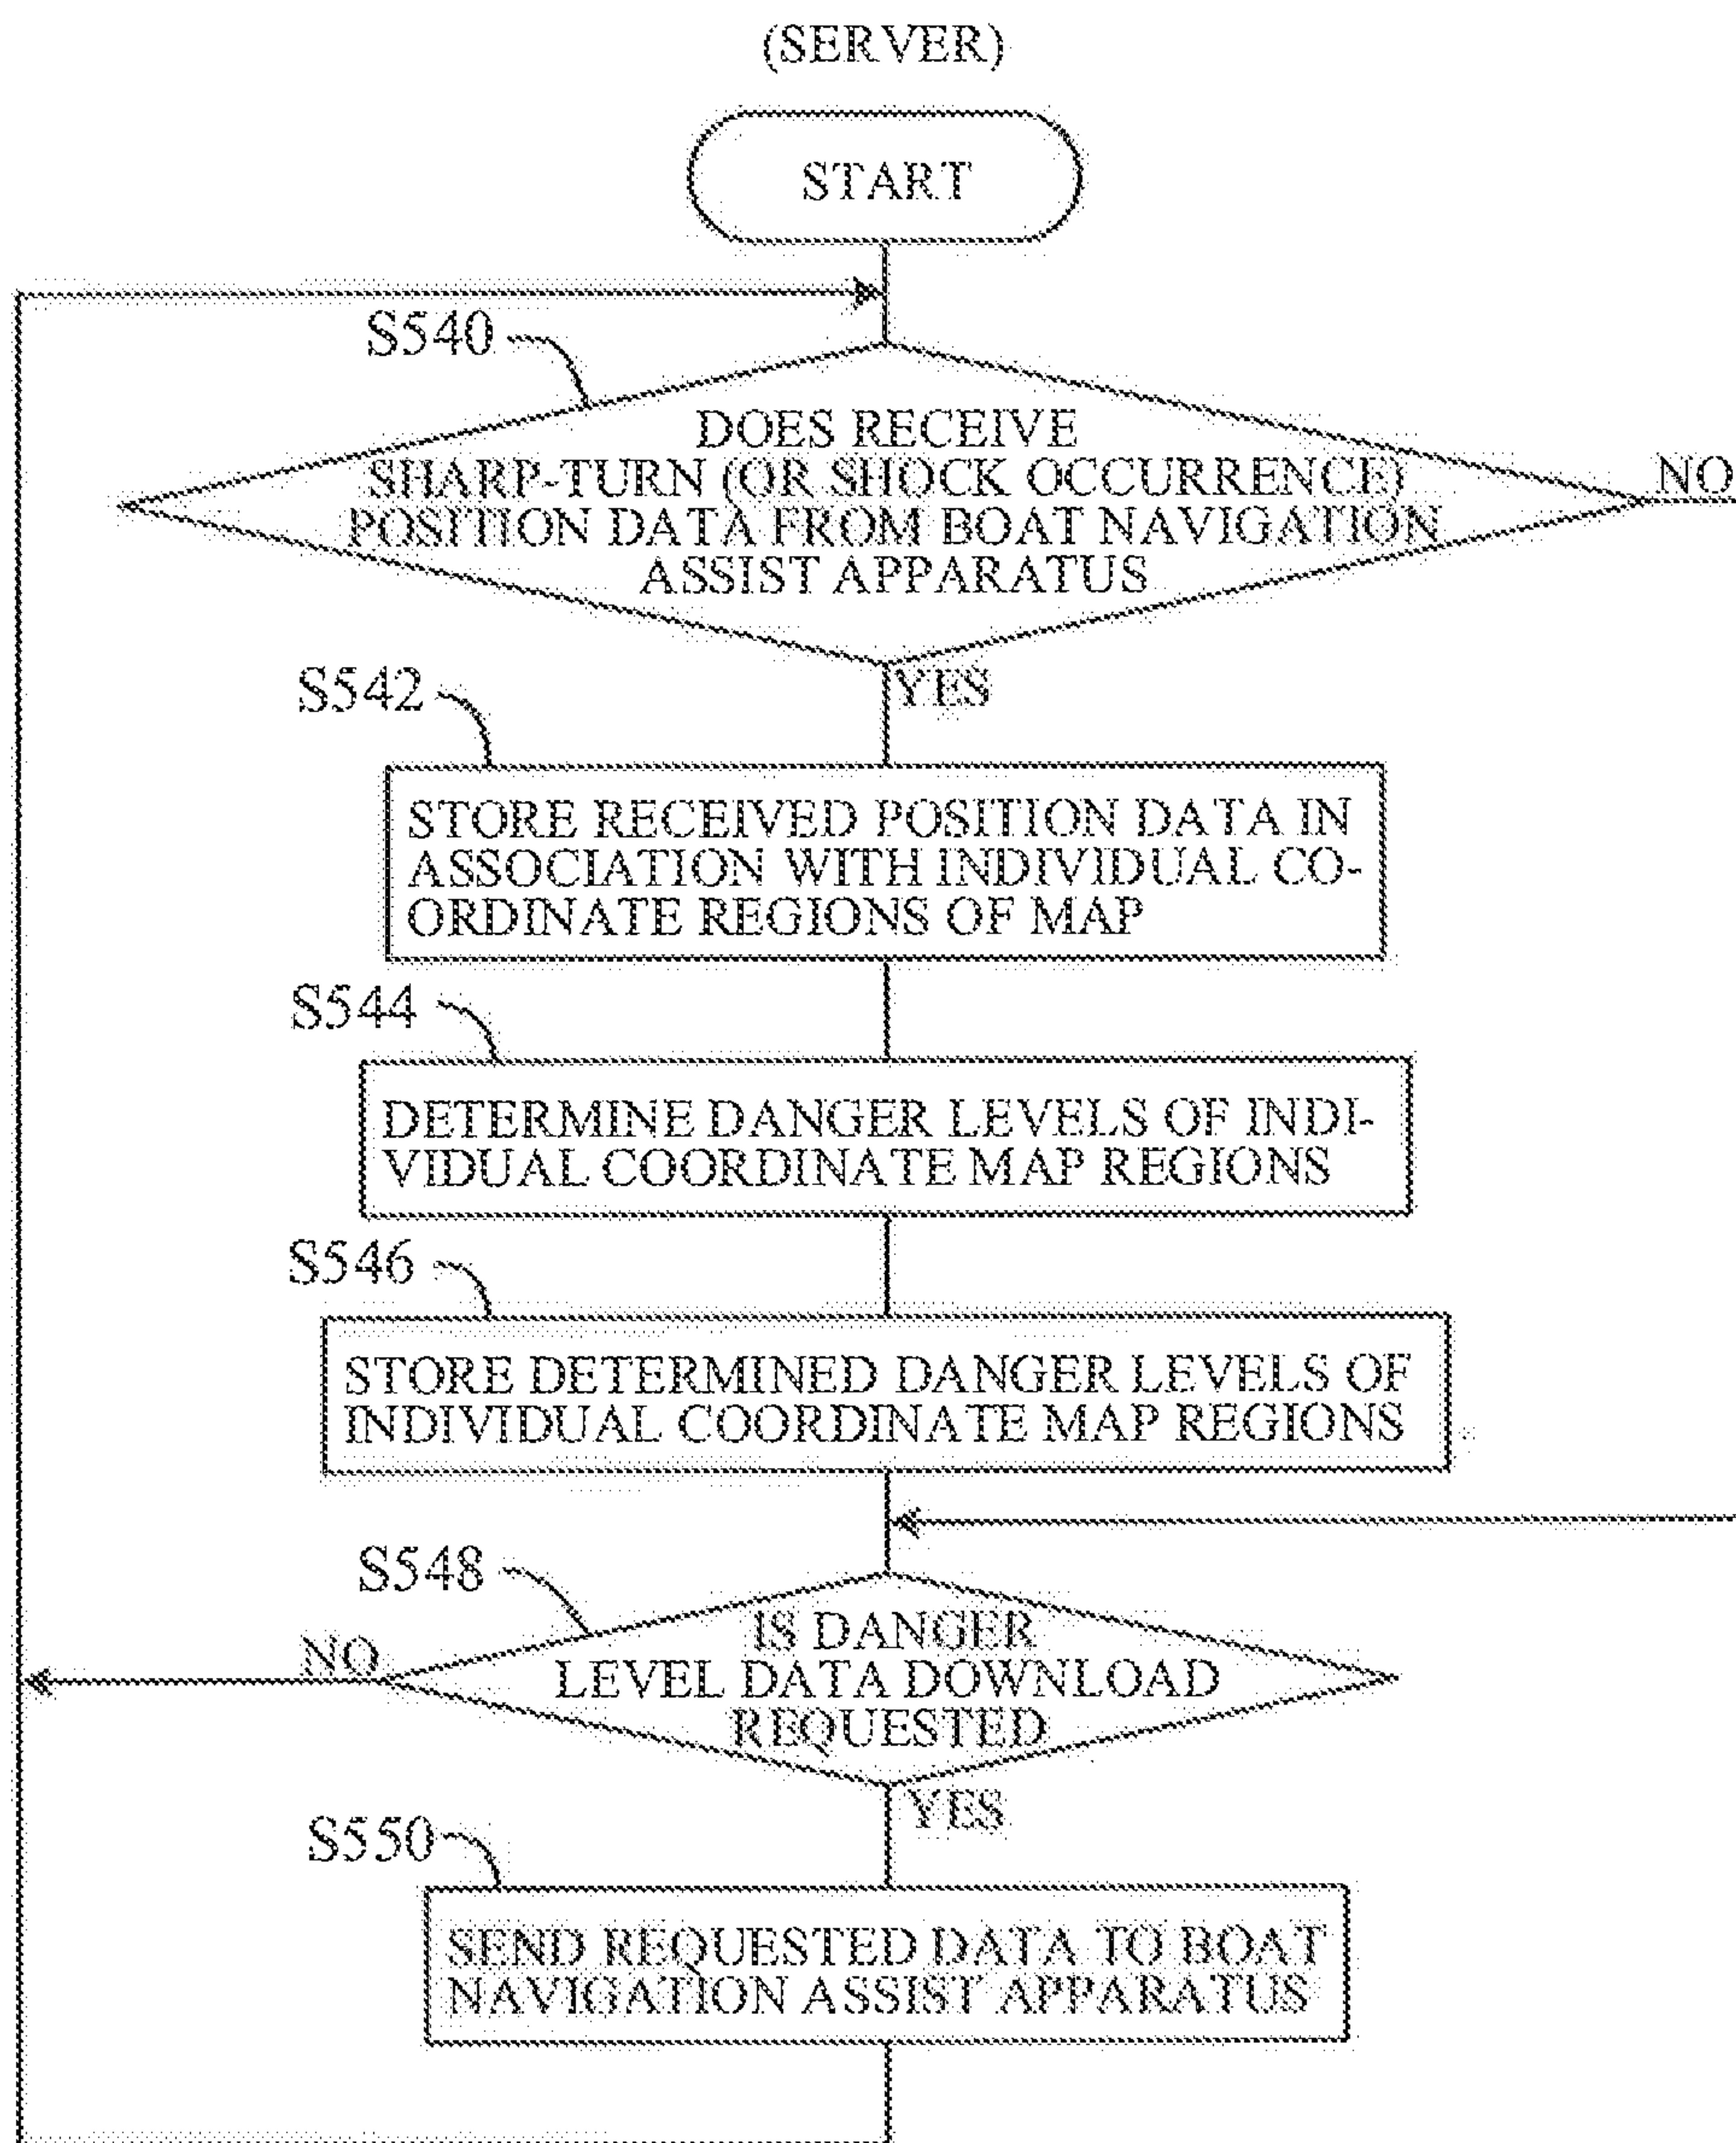 (SERVER)
START
S540
DOES RECEIVE
SHARP-TURN (OR SHOCK OCCURRENCE)
POSITION DATA FROM BOAT NAVIGATION
ASSIST APPARATUS
NO
YES
S542
STORE RECEIVED POSITION DATA IN
ASSOCIATION WITH INDIVIDUAL CO-
ORDINATE REGIONS OF MAP
S544
DETERMINE DANGER LEVELS OF INDI-
VIDUAL COORDINATE MAP REGIONS
S546
STORE DETERMINED DANGER LEVELS OF
INDIVIDUAL COORDINATE MAP REGIONS
S548
IS DANGER
LEVEL DATA DOWNLOAD
REQUESTED
NO
YES
S550
SEND REQUESTED DATA TO BOAT
NAVIGATION ASSIST APPARATUS